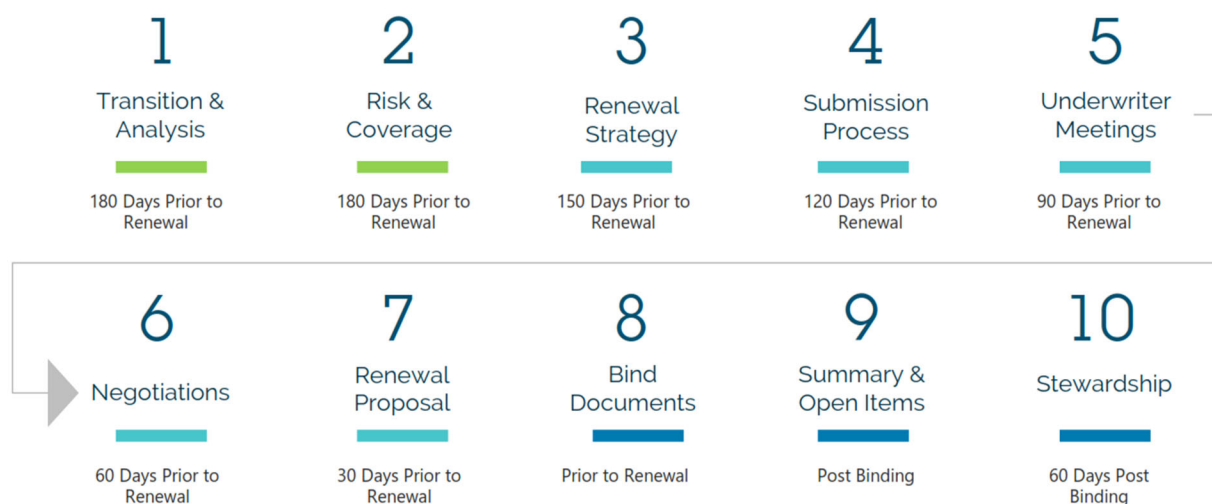 1
Transition &
Analysis
180 Days Prior to
Renewal
2
Risk &
Coverage
180 Days Prior to
Renewal
3
Renewal
Strategy
150 Days Prior to
Renewal
4
Submission
Process
120 Days Prior to
Renewal
5
Underwriter
Meetings
90 Days Prior to
Renewal
6
Negotiations
60 Days Prior to
Renewal
7
Renewal
Proposal
30 Days Prior to
Renewal
8
Bind
Documents
Prior to Renewal
9
Summary &
Open Items
Post Binding
10
Stewardship
60 Days Post
Binding